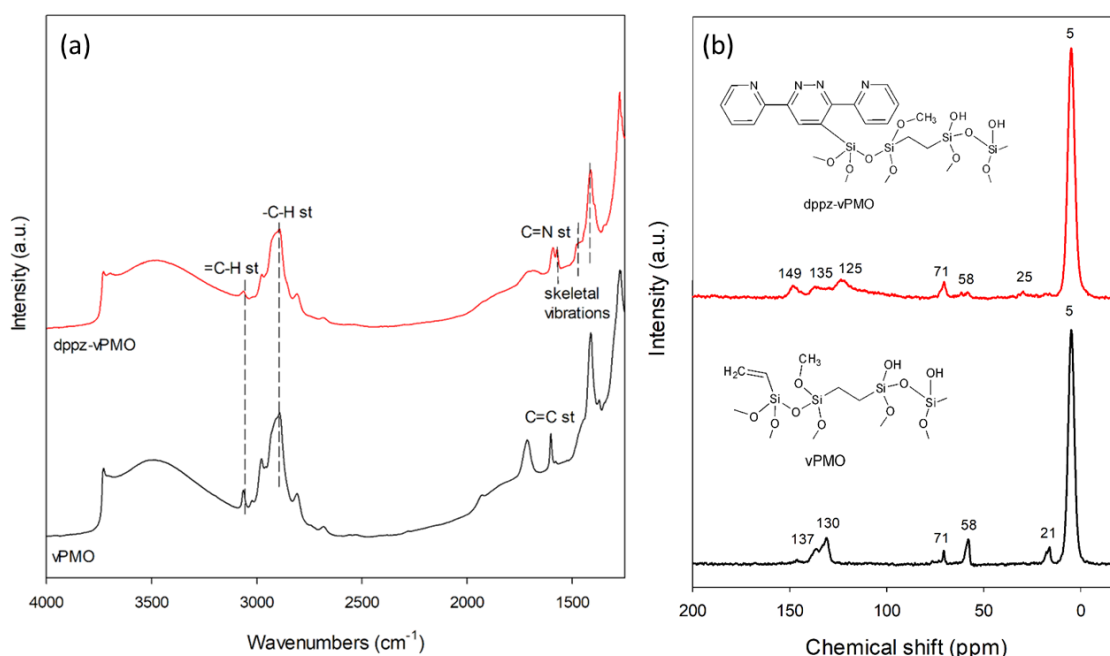 (a)
-C-H st
=C-H st
C=N st
skeletal
vibrations
dppz-vPMO
C=C st
vPMO
Intensity (a.u.)
4000 3500 3000 2500 2000 1500
Wavenumbers (cm⁻¹)
(b)
5
N N N N
O CH₃ OH OH
Si Si Si O Si
O O O O O O
dppz-vPMO
149 135 125 71 58 25
5
CH₃
H₂C O OH OH
Si Si Si O Si
O O O O O O
vPMO
137 130 71 58 21
Intensity (a.u.)
200 150 100 50 0
Chemical shift (ppm)